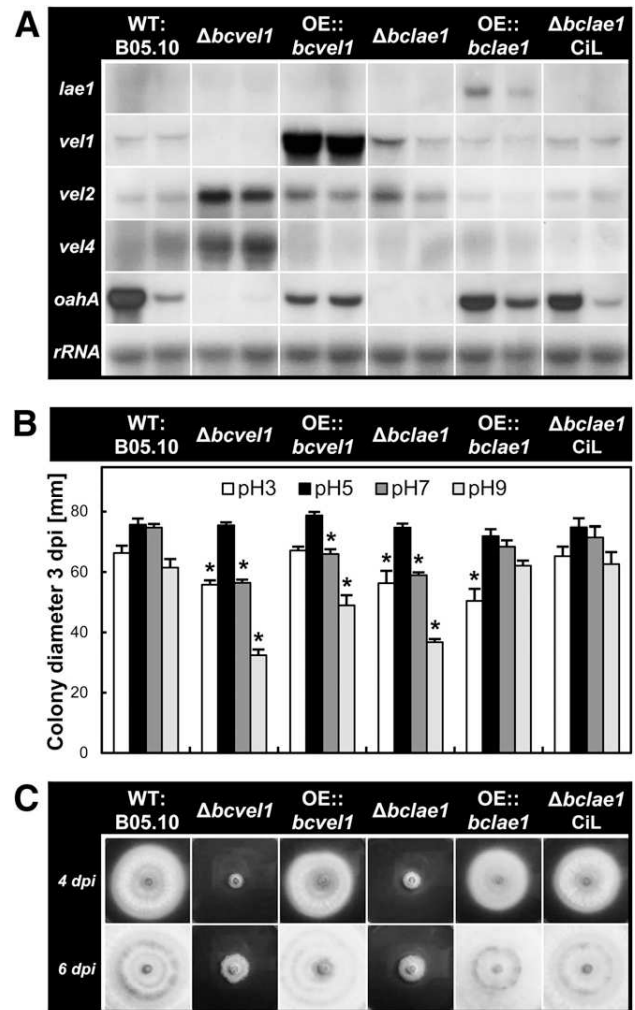 A
WT: B05.10 Δbcvel1 OE::bcvel1 Δbclae1 OE::bclae1 Δbclae1 CiL
lae1
vel1
vel2
vel4
oahA
rRNA
B
WT: B05.10 Δbcvel1 OE::bcvel1 Δbclae1 OE::bclae1 Δbclae1 CiL
Colony diameter 3 dpi [mm]
pH3 pH5 pH7 pH9
80
60
40
20
0
* * * * * * * * *
C
WT: B05.10 Δbcvel1 OE::bcvel1 Δbclae1 OE::bclae1 Δbclae1 CiL
4 dpi
6 dpi